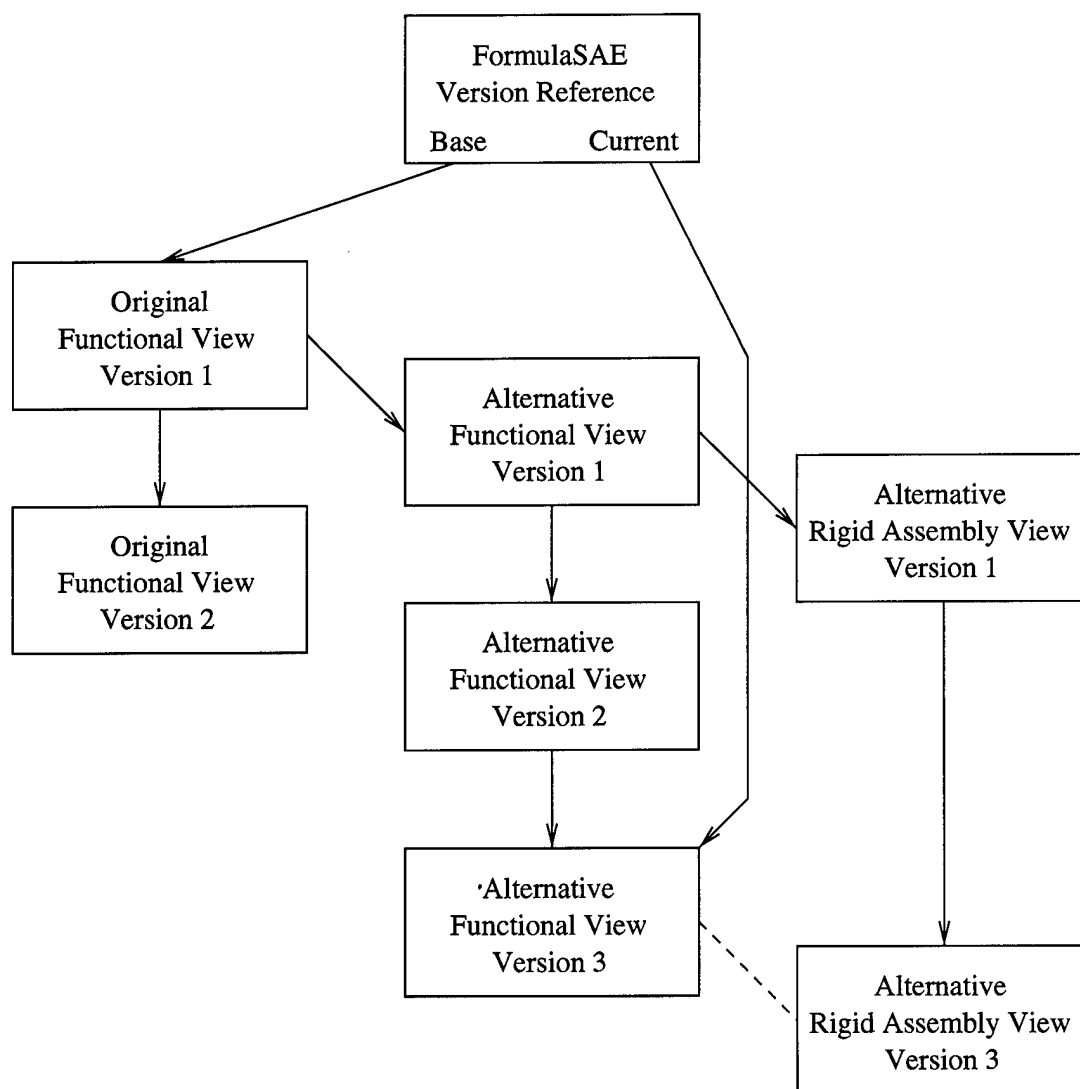 FormulaSAE
Version Reference
Base Current
Original
Functional View
Version 1
Alternative
Functional View
Version 1
Alternative
Rigid Assembly View
Version 1
Original
Functional View
Version 2
Alternative
Functional View
Version 2
Alternative
Functional View
Version 3
Alternative
Rigid Assembly View
Version 3